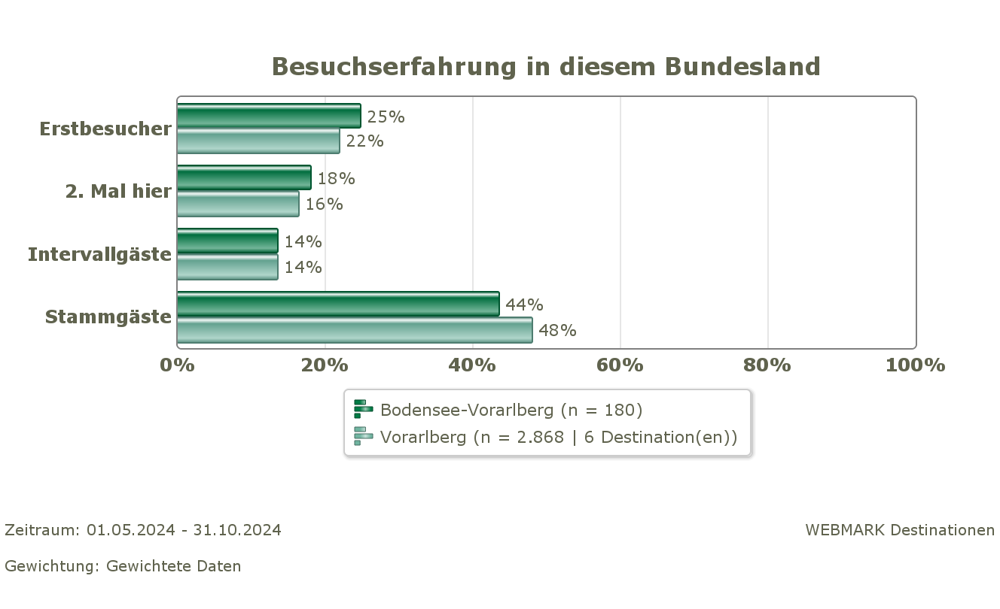 Besuchserfahrung in diesem Bundesland
Erstbesucher
25%
22%
2. Mal hier
18%
16%
Intervallgäste
14%
14%
Stammgäste
44%
48%
0% 20% 40% 60% 80% 100%
Bodensee-Vorarlberg (n = 180)
Vorarlberg (n = 2.868 | 6 Destination(en))
Zeitraum: 01.05.2024 - 31.10.2024
WEBMARK Destinationen
Gewichtung: Gewichtete Daten